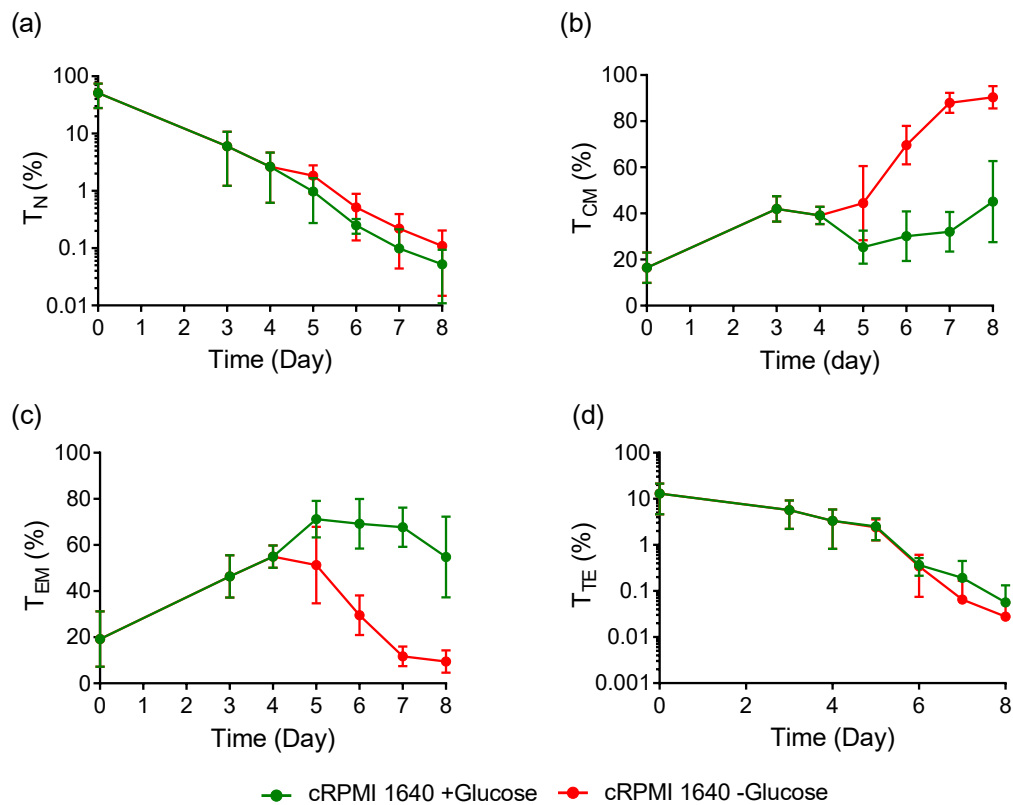 (a)
100
10
1
0.1
0.01
T_N (%)
0 1 2 3 4 5 6 7 8
Time (Day)
(b)
100
80
60
40
20
0
T_CM (%)
0 1 2 3 4 5 6 7 8
Time (day)
(c)
100
80
60
40
20
0
T_EM (%)
0 1 2 3 4 5 6 7 8
Time (Day)
(d)
100
10
1
0.1
0.01
0.001
T_TE (%)
0 2 4 6 8
Time (Day)
cRPMI 1640 +Glucose cRPMI 1640 -Glucose